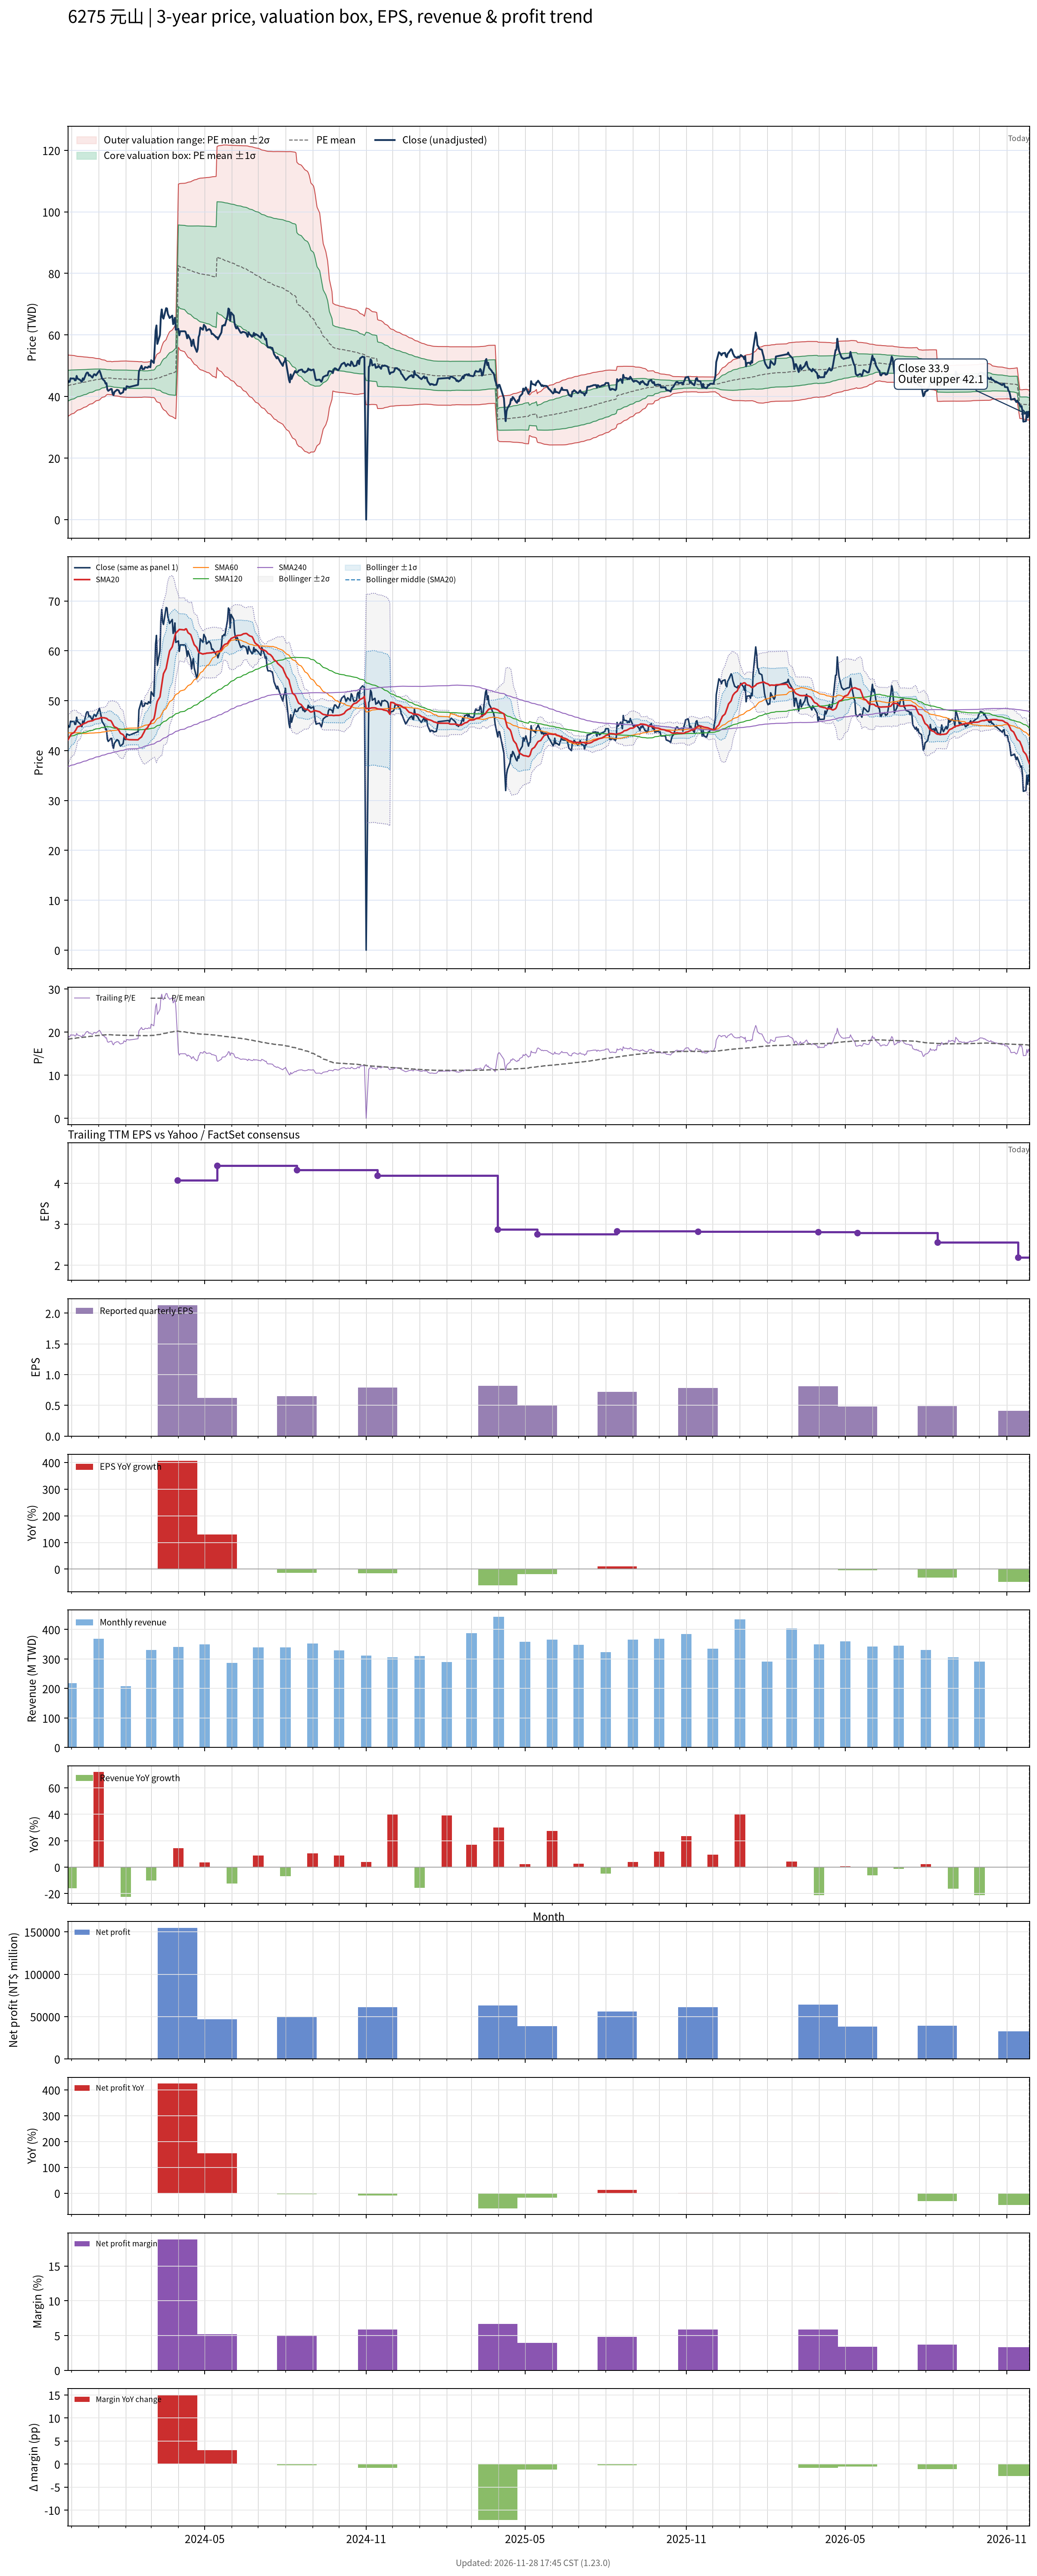 6275 元山 | 3-year price, valuation box, EPS, revenue & profit trend
Outer valuation range: PE mean ±2σ
Core valuation box: PE mean ±1σ
PE mean
Close (unadjusted)
Today
Price (TWD)
120
100
80
60
40
20
0
Close 33.9
Outer upper 42.1
Close (same as panel 1)
SMA20
SMA60
SMA120
SMA240
Bollinger ±2σ
Bollinger ±1σ
Bollinger middle (SMA20)
Price
70
60
50
40
30
20
10
0
Trailing P/E
P/E mean
P/E
30
20
10
0
Trailing TTM EPS vs Yahoo / FactSet consensus
Today
EPS
4
3
2
Reported quarterly EPS
EPS
2.0
1.5
1.0
0.5
0.0
EPS YoY growth
YoY (%)
400
300
200
100
0
Monthly revenue
Revenue (M TWD)
400
300
200
100
0
Revenue YoY growth
YoY (%)
60
40
20
0
-20
Month
Net profit
Net profit (NT$ million)
150000
100000
50000
0
Net profit YoY
YoY (%)
400
300
200
100
0
Net profit margin
Margin (%)
15
10
5
0
Margin YoY change
Δ margin (pp)
15
10
5
0
-5
-10
2024-05
2024-11
2025-05
2025-11
2026-05
2026-11
Updated: 2026-11-28 17:45 CST (1.23.0)